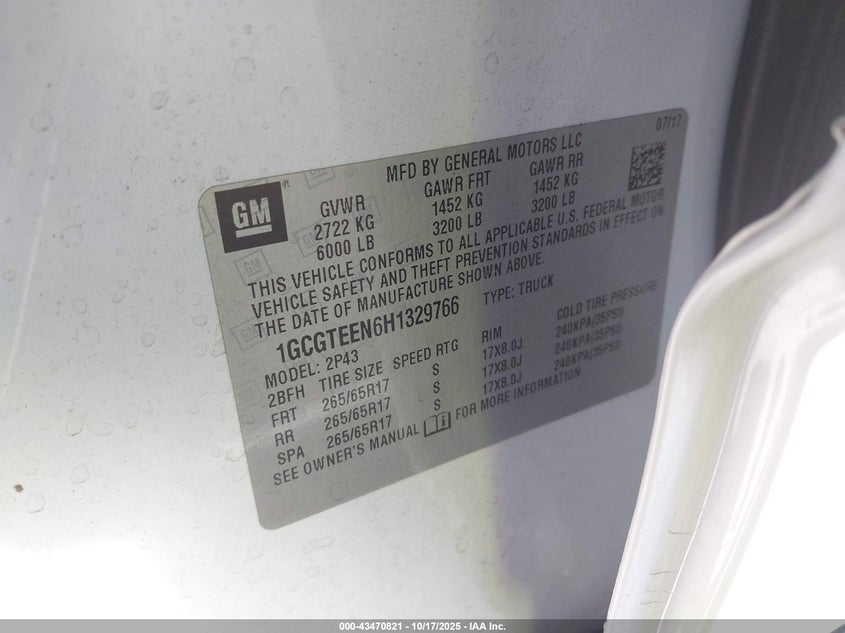 07/17
MFD BY GENERAL MOTORS LLC
GM®
GVWR GAWR FRT GAWR RR
2722 KG 1452 KG 1452 KG
6000 LB 3200 LB 3200 LB
THIS VEHICLE CONFORMS TO ALL APPLICABLE U.S. FEDERAL MOTOR
VEHICLE SAFETY AND THEFT PREVENTION STANDARDS IN EFFECT ON
THE DATE OF MANUFACTURE SHOWN ABOVE.
1GCGTEEN6H1329766 TYPE: TRUCK
MODEL: 2P43
2BFH TIRE SIZE SPEED RTG RIM COLD TIRE PRESSURE
FRT 265/65R17 S 17X8.0J 240KPA(35PSI)
RR 265/65R17 S 17X8.0J 240KPA(35PSI)
SPA 265/65R17 S 17X8.0J 240KPA(35PSI)
SEE OWNER'S MANUAL FOR MORE INFORMATION.
000-43470821 - 10/17/2025 - IAA Inc.